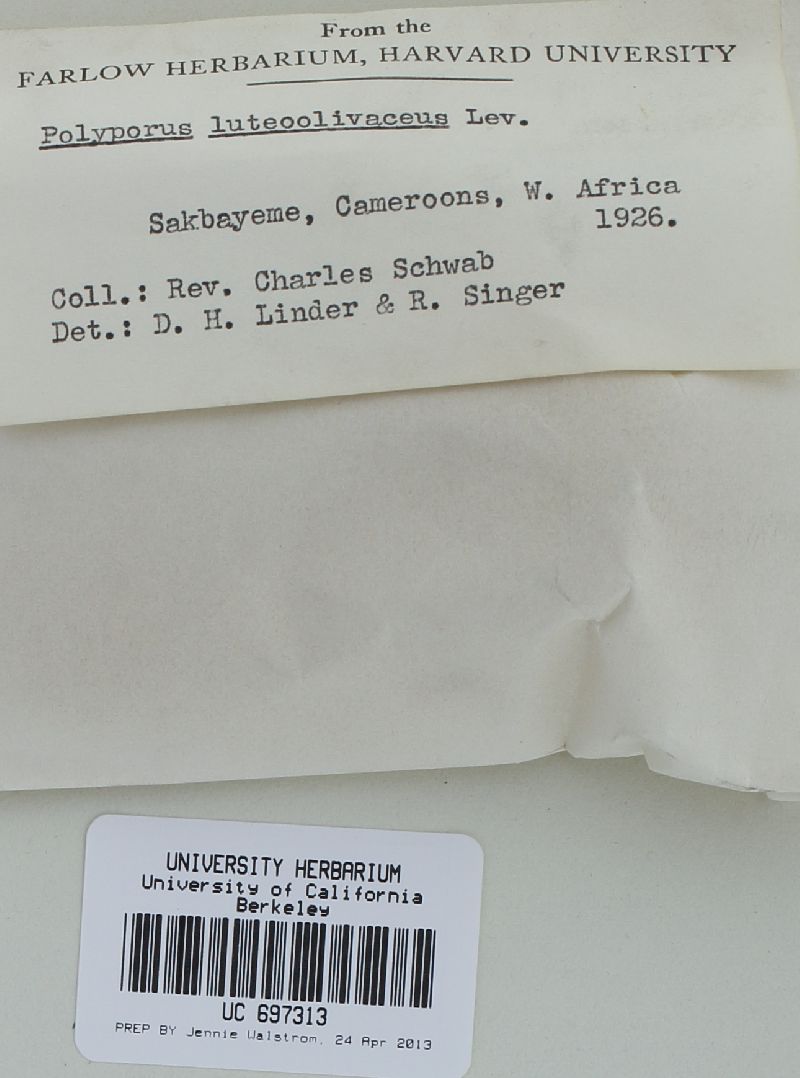 From the
FARLOW HERBARIUM, HARVARD UNIVERSITY
Polyporus luteoolivaceus Lev.
Sakbayeme, Cameroons, W. Africa
1926.
Coll.: Rev. Charles Schwab
Det.: D. H. Linder & R. Singer
UNIVERSITY HERBARIUM
University of California
Berkeley
UC 697313
PREP BY Jennie Walstrom, 24 Apr 2013